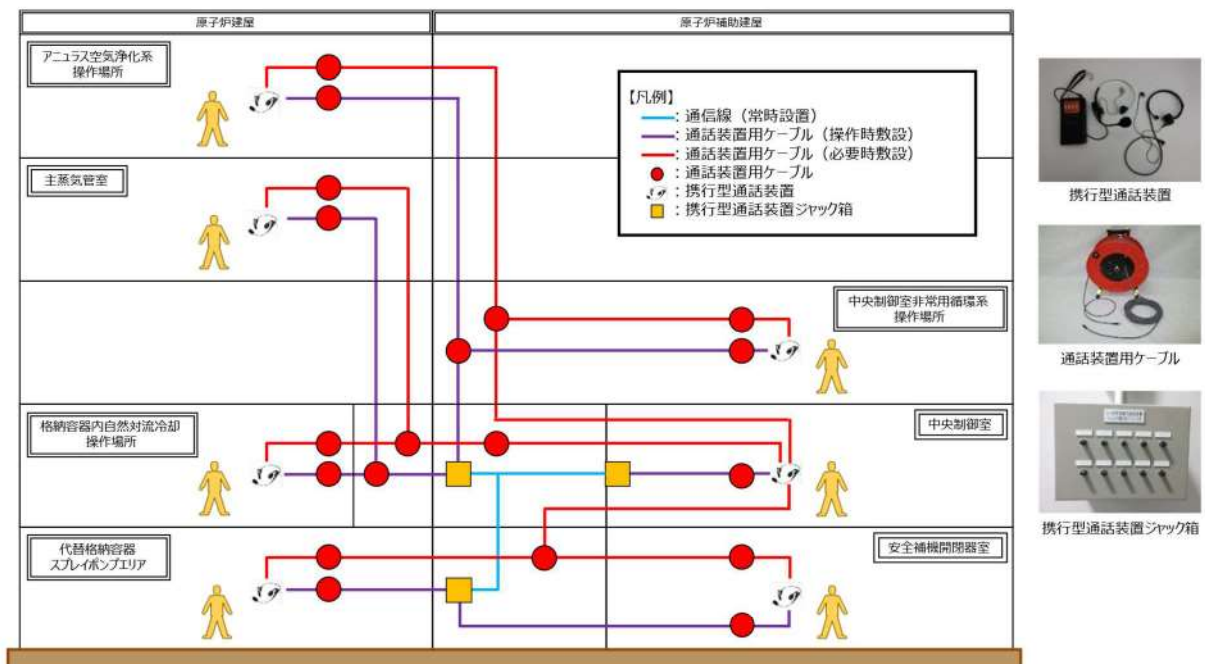 原子炉建屋
原子炉補助建屋
アニュラス空気浄化系
操作場所
【凡例】
：通信線（常時設置）
：通話装置用ケーブル（操作時敷設）
：通話装置用ケーブル（必要時敷設）
：通話装置用ケーブル
：携行型通話装置
：携行型通話装置ジャック箱
主蒸気管室
中央制御室非常用循環系
操作場所
格納容器内自然対流冷却
操作場所
中央制御室
代替格納容器
スプレイポンプエリア
安全補機開閉器室
携行型通話装置
通話装置用ケーブル
携行型通話装置ジャック箱